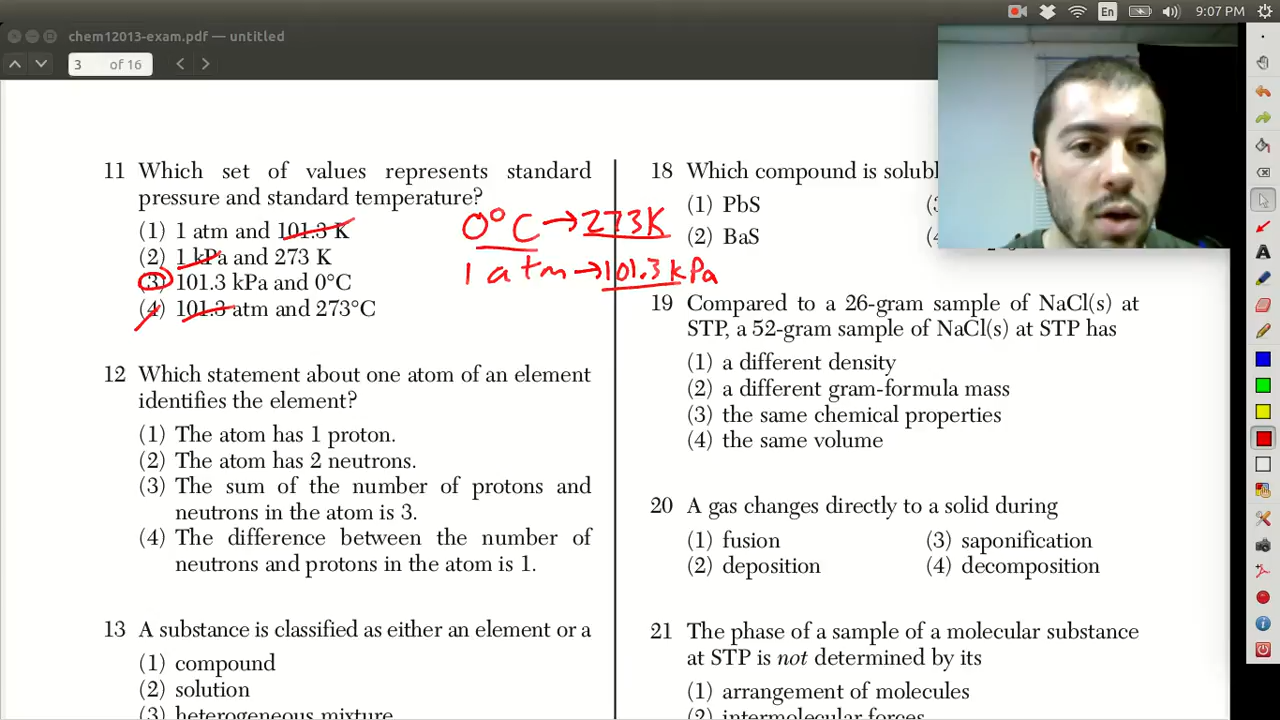 En
9:07 PM
chem12013-exam.pdf — untitled
3
of 16
11 Which set of values represents standard
pressure and standard temperature?
(1) 1 atm and 101.3 K
(2) 1 kPa and 273 K
(3) 101.3 kPa and 0°C
(4) 101.3 atm and 273°C
0°C → 273K
1 atm → 101.3 kPa
12 Which statement about one atom of an element
identifies the element?
(1) The atom has 1 proton.
(2) The atom has 2 neutrons.
(3) The sum of the number of protons and
neutrons in the atom is 3.
(4) The difference between the number of
neutrons and protons in the atom is 1.
13 A substance is classified as either an element or a
(1) compound
(2) solution
(3) heterogeneous mixture
18 Which compound is solubl
(1) PbS
(2) BaS
19 Compared to a 26-gram sample of NaCl(s) at
STP, a 52-gram sample of NaCl(s) at STP has
(1) a different density
(2) a different gram-formula mass
(3) the same chemical properties
(4) the same volume
20 A gas changes directly to a solid during
(1) fusion
(2) deposition
(3) saponification
(4) decomposition
21 The phase of a sample of a molecular substance
at STP is not determined by its
(1) arrangement of molecules
(2) intermolecular forces